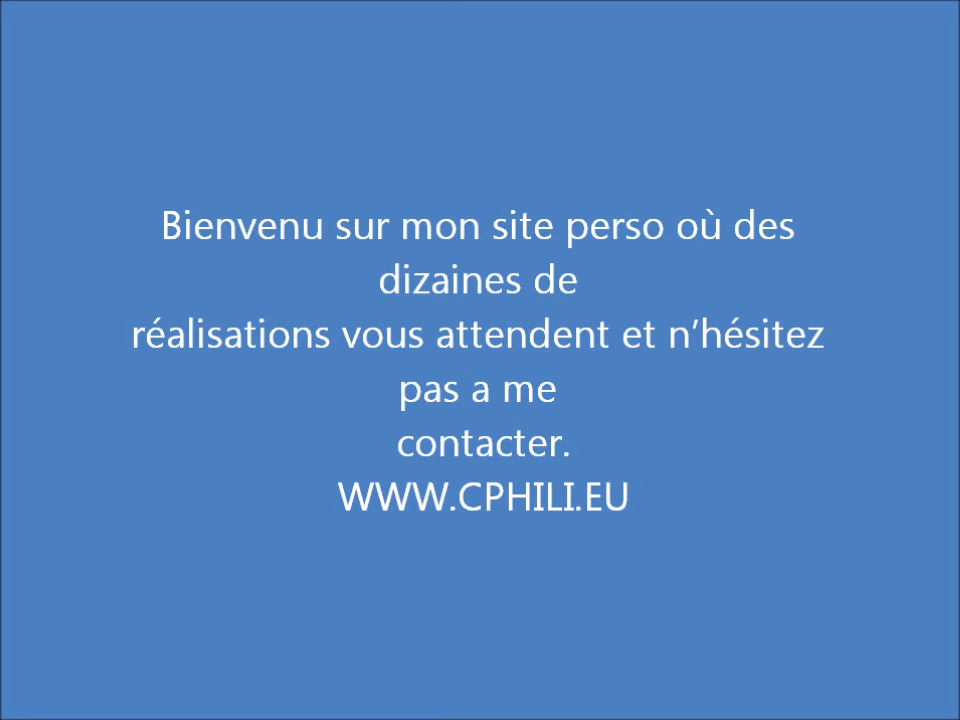 Bienvenu sur mon site perso où des
dizaines de
réalisations vous attendent et n’hésitez
pas a me
contacter.
WWW.CPHILI.EU